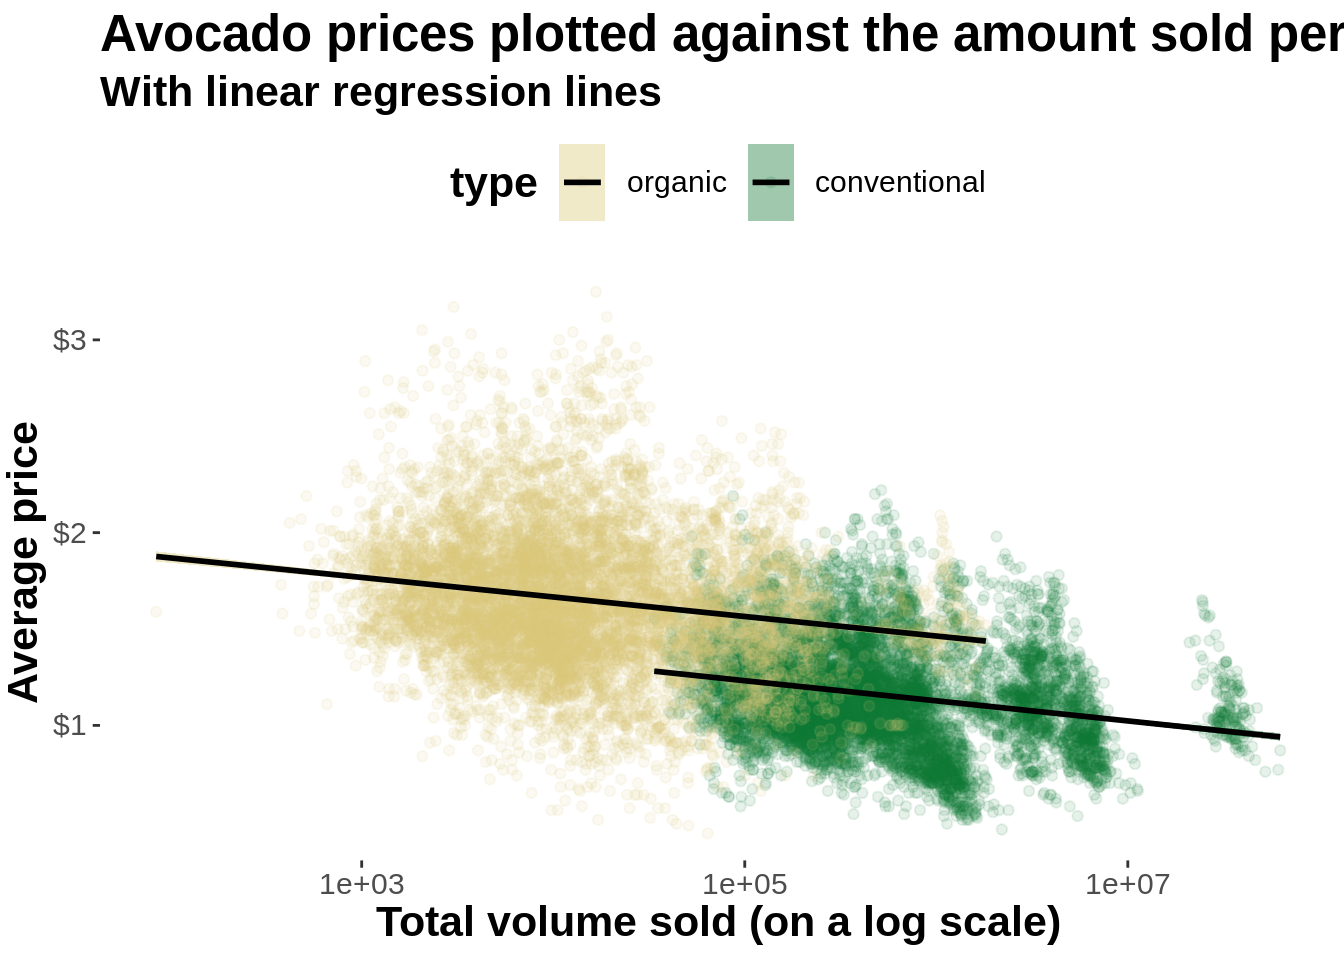 Avocado prices plotted against the amount sold per
With linear regression lines
type organic conventional
$3
$2
$1
Average price
1e+03 1e+05 1e+07
Total volume sold (on a log scale)